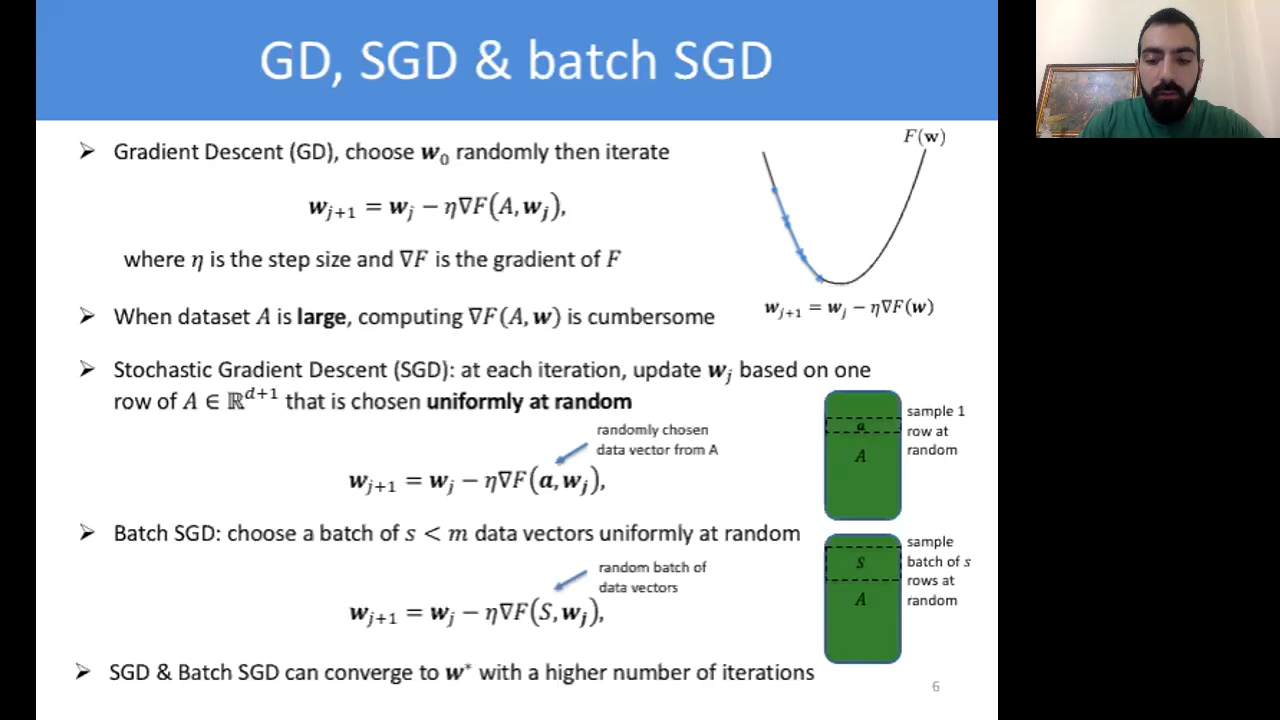 GD, SGD & batch SGD
➢ Gradient Descent (GD), choose w₀ randomly then iterate
wⱼ₊₁ = wⱼ − η∇F(A, wⱼ),
where η is the step size and ∇F is the gradient of F
F(w)
wⱼ₊₁ = wⱼ − η∇F(w)
➢ When dataset A is large, computing ∇F(A, w) is cumbersome
➢ Stochastic Gradient Descent (SGD): at each iteration, update wⱼ based on one
row of A ∈ ℝᵈ⁺¹ that is chosen uniformly at random
randomly chosen
data vector from A
wⱼ₊₁ = wⱼ − η∇F(a, wⱼ),
a
A
sample 1
row at
random
➢ Batch SGD: choose a batch of s < m data vectors uniformly at random
random batch of
data vectors
wⱼ₊₁ = wⱼ − η∇F(S, wⱼ),
S
A
sample
batch of s
rows at
random
➢ SGD & Batch SGD can converge to w* with a higher number of iterations
6